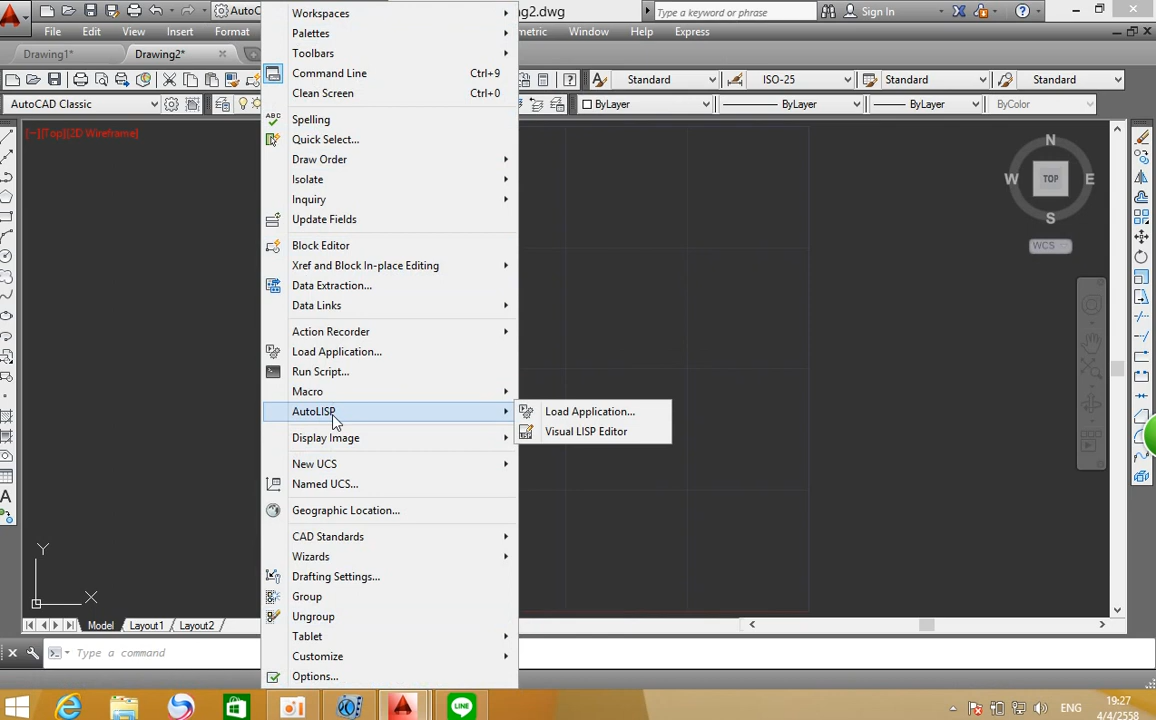 AutoC
g2.dwg
Type a keyword or phrase
Sign In
File
Edit
View
Insert
Format
metric
Window
Help
Express
Drawing1*
Drawing2*
Standard
ISO-25
Standard
Standard
AutoCAD Classic
ByLayer
ByLayer
ByLayer
ByColor
[−][Top][2D Wireframe]
Workspaces
Palettes
Toolbars
Command Line Ctrl+9
Clean Screen Ctrl+0
ABC
Spelling
Quick Select...
Draw Order
Isolate
Inquiry
Update Fields
Block Editor
Xref and Block In-place Editing
Data Extraction...
Data Links
Action Recorder
Load Application...
Run Script...
Macro
AutoLISP
Load Application...
Visual LISP Editor
Display Image
New UCS
Named UCS...
Geographic Location...
CAD Standards
Wizards
Drafting Settings...
Group
Ungroup
Tablet
Customize
Options...
N
W
TOP
E
S
WCS
A
Y
X
Model
Layout1
Layout2
Type a command
LINE
ENG
19:27
4/4/2558